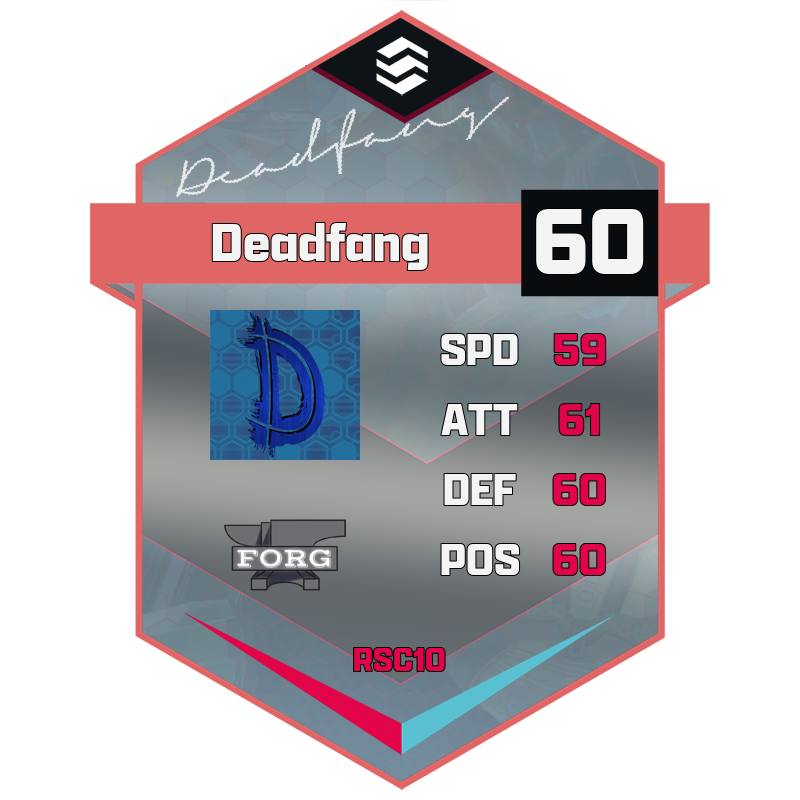 Deadfang
Deadfang 60
D
SPD 59
ATT 61
DEF 60
POS 60
FORG
RSC10